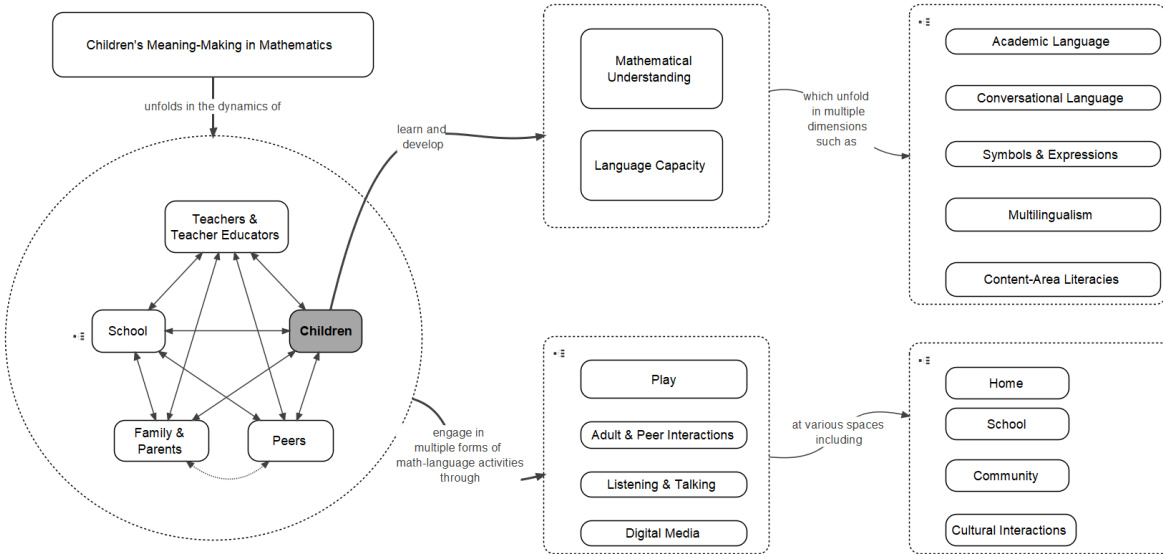 Children's Meaning-Making in Mathematics
unfolds in the dynamics of
Teachers &
Teacher Educators
School
Children
Family &
Parents
Peers
learn and
develop
Mathematical
Understanding
Language Capacity
which unfold
in multiple
dimensions
such as
Academic Language
Conversational Language
Symbols & Expressions
Multilingualism
Content-Area Literacies
engage in
multiple forms of
math-language activities
through
Play
Adult & Peer Interactions
Listening & Talking
Digital Media
at various spaces
including
Home
School
Community
Cultural Interactions